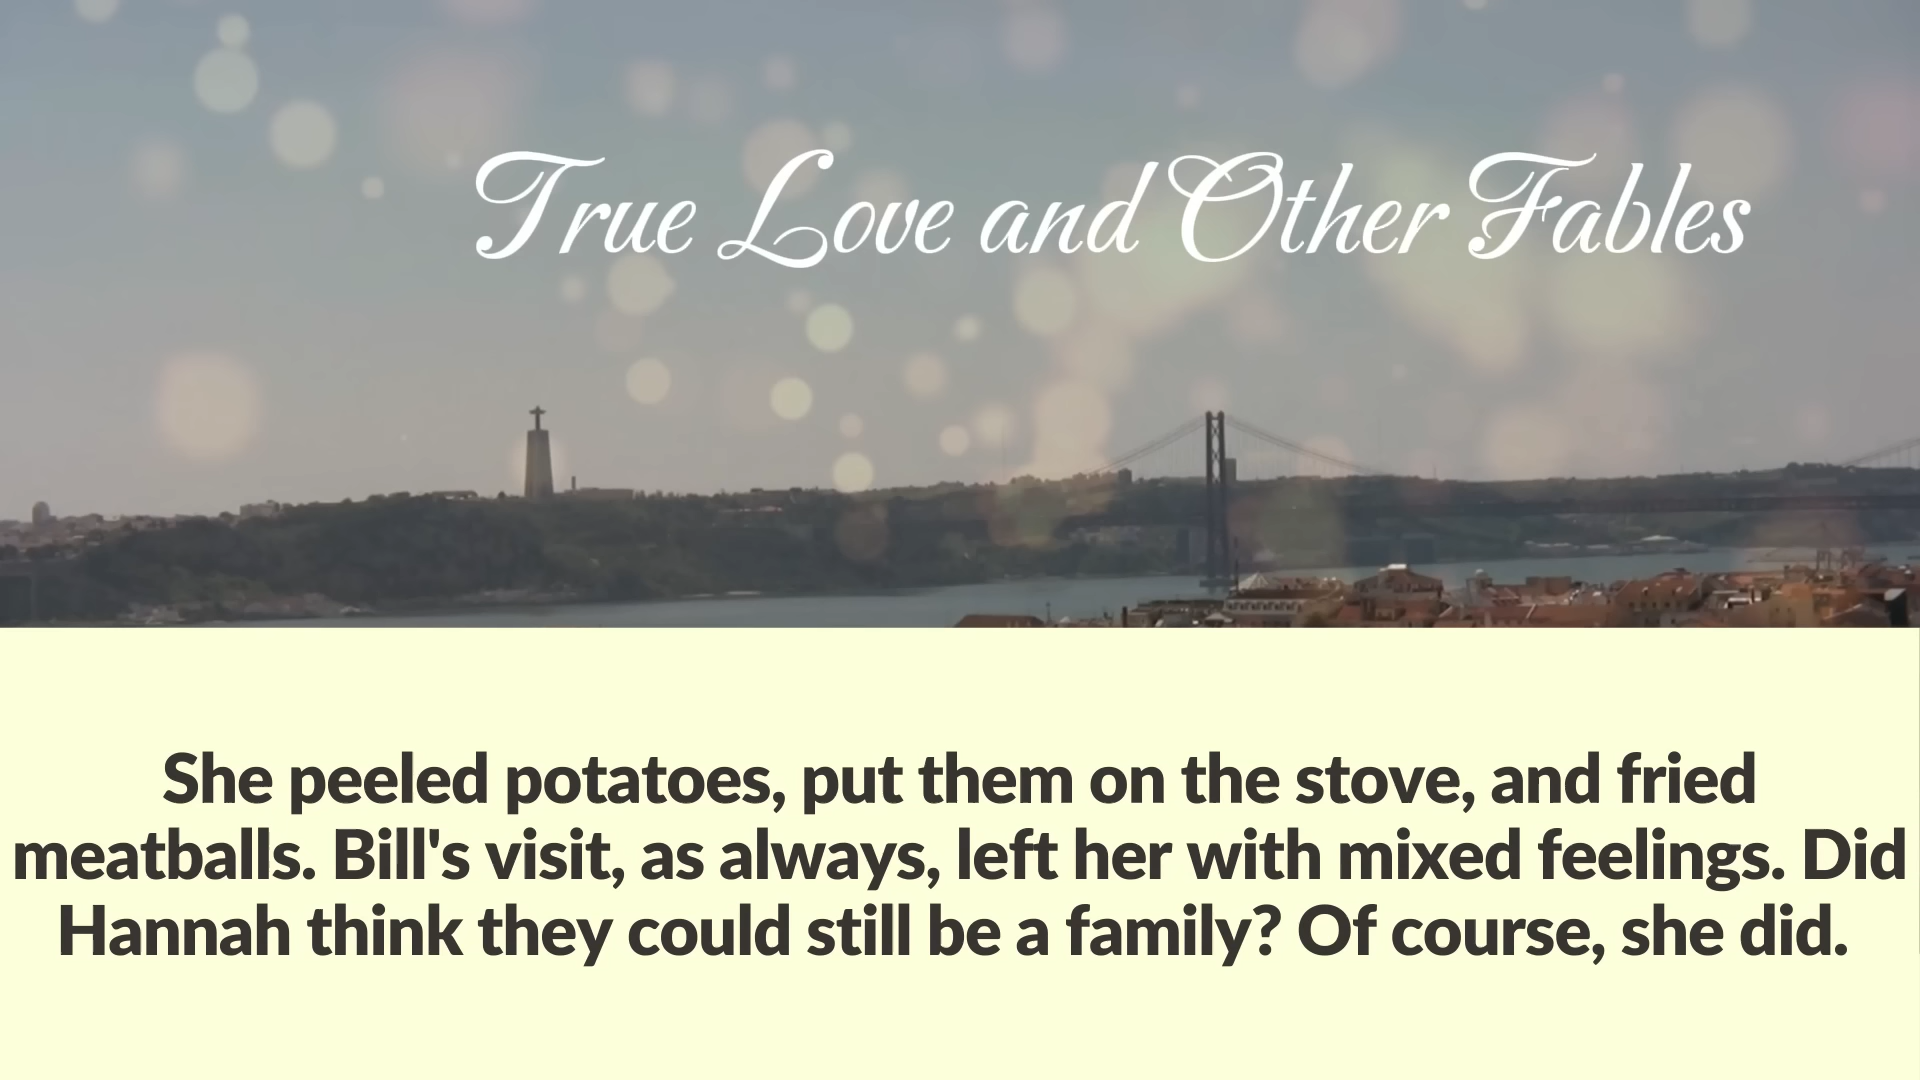 True Love and Other Fables
She peeled potatoes, put them on the stove, and fried
meatballs. Bill's visit, as always, left her with mixed feelings. Did
Hannah think they could still be a family? Of course, she did.